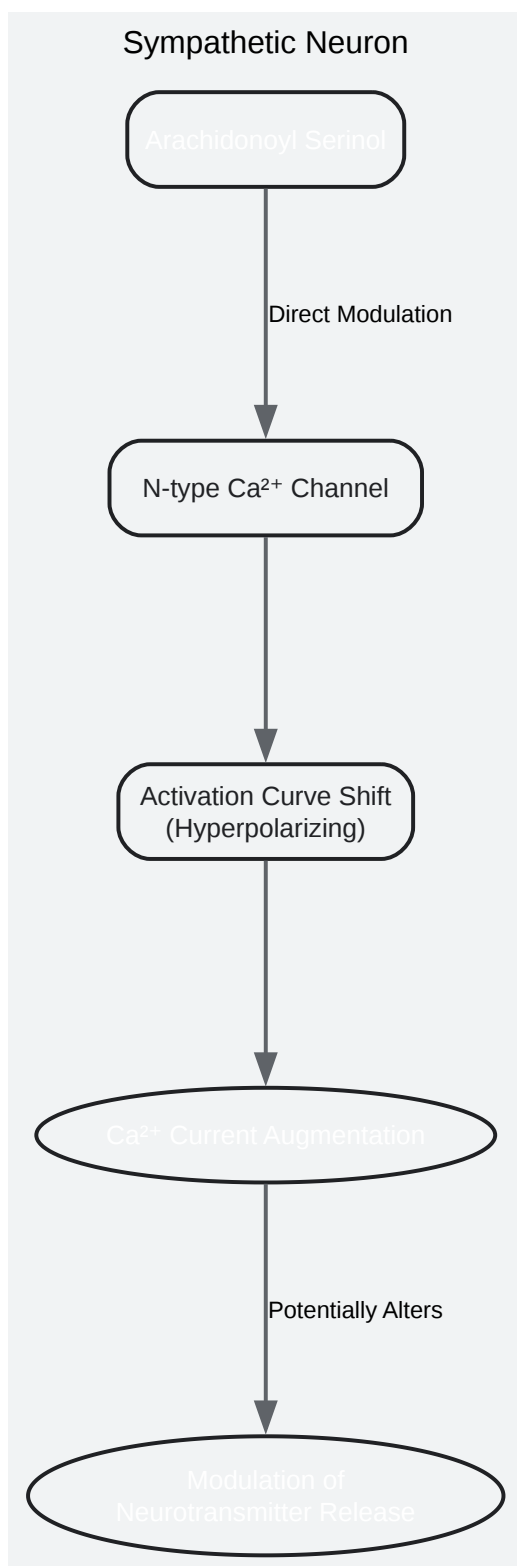 Sympathetic Neuron
Arachidonoyl Serinol
Direct Modulation
N-type Ca²⁺ Channel
Activation Curve Shift
(Hyperpolarizing)
Ca²⁺ Current Augmentation
Potentially Alters
Modulation of
Neurotransmitter Release